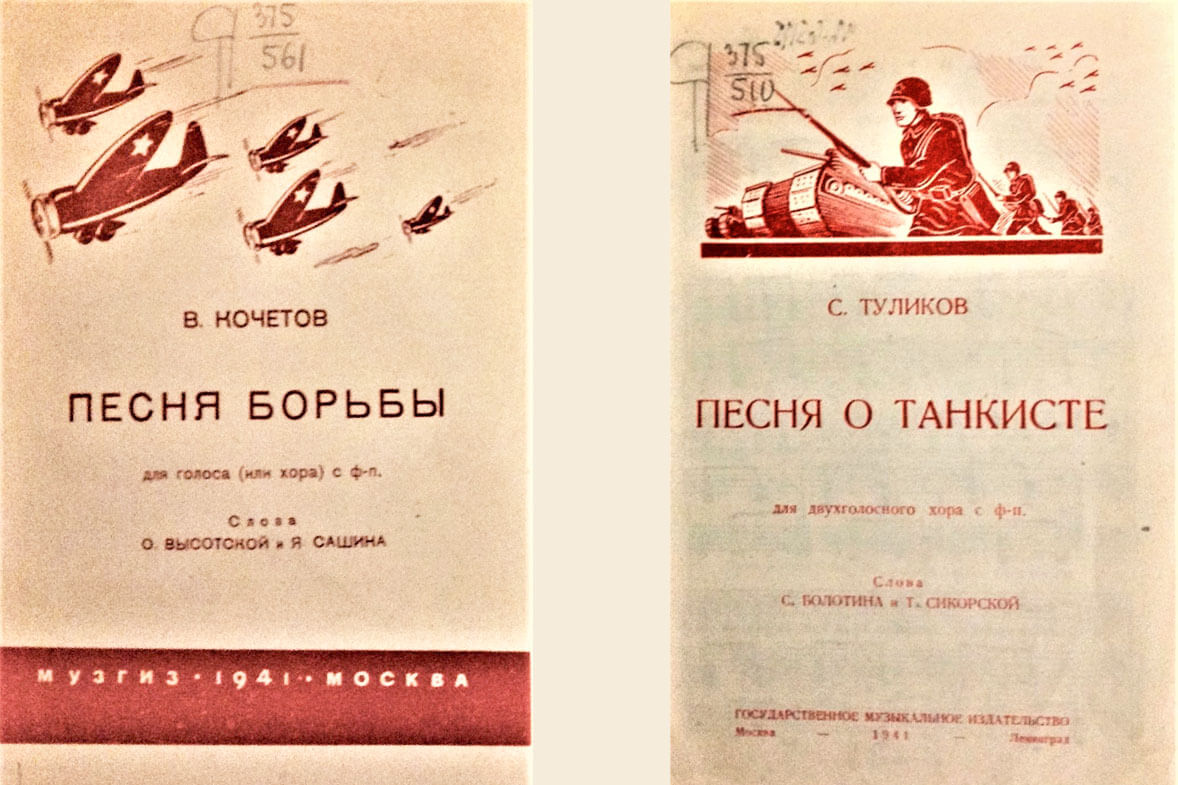 375
561
В. КОЧЕТОВ
ПЕСНЯ БОРЬБЫ
для голоса (или хора) с ф-п.
Слова
О. ВЫСОТСКОЙ и Я. САШИНА
МУЗГИЗ · 1941 · МОСКВА
375
510
С. ТУЛИКОВ
ПЕСНЯ О ТАНКИСТЕ
для двухголосного хора с ф-п.
Слова
С. БОЛОТИНА и Т. СИКОРСКОЙ
ГОСУДАРСТВЕННОЕ МУЗЫКАЛЬНОЕ ИЗДАТЕЛЬСТВО
Москва — 1941 — Ленинград